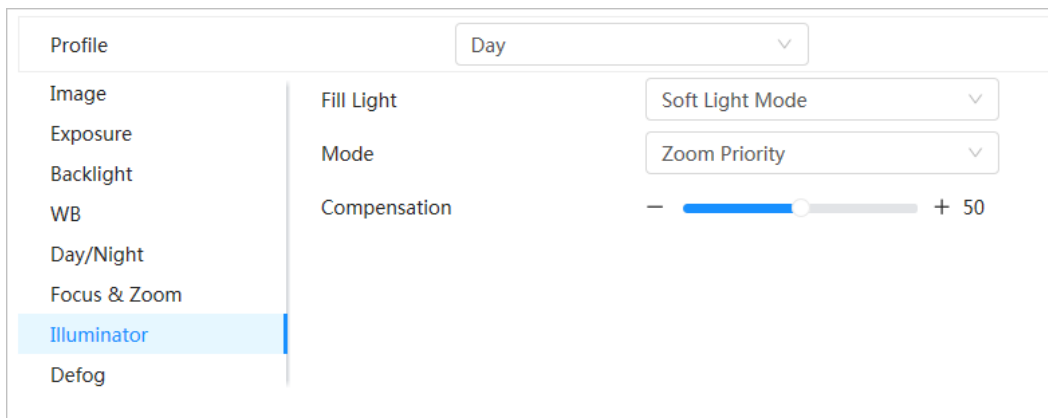 Profile Day
Image
Fill Light Soft Light Mode
Exposure
Mode Zoom Priority
Backlight
WB
Compensation − + 50
Day/Night
Focus & Zoom
Illuminator
Defog